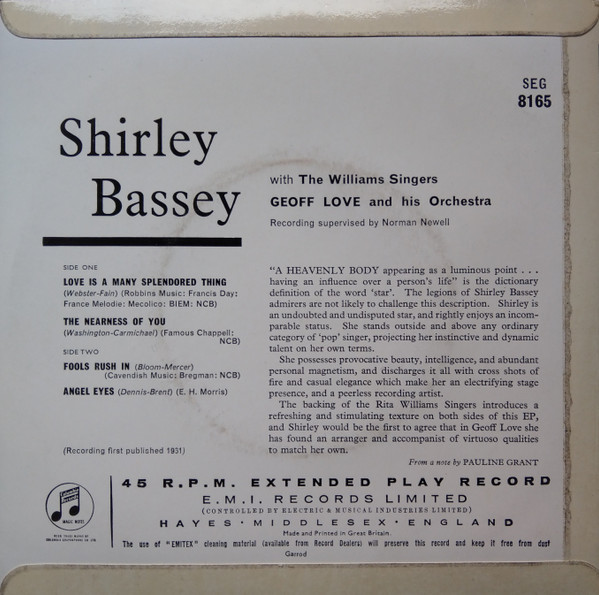 SEG
8165
Shirley
Bassey
with The Williams Singers
GEOFF LOVE and his Orchestra
Recording supervised by Norman Newell
SIDE ONE
LOVE IS A MANY SPLENDORED THING
(Webster-Fain) (Robbins Music: Francis Day:
France Melodie: Mecolico: BIEM: NCB)
THE NEARNESS OF YOU
(Washington-Carmichael) (Famous Chappell:
NCB)
SIDE TWO
FOOLS RUSH IN (Bloom-Mercer)
(Cavendish Music: Bregman: NCB)
ANGEL EYES (Dennis-Brent) (E. H. Morris)
(Recording first published 1931)
"A HEAVENLY BODY appearing as a luminous point . . .
having an influence over a person's life" is the dictionary
definition of the word 'star'. The legions of Shirley Bassey
admirers are not likely to challenge this description. Shirley is
an undoubted and undisputed star, and rightly enjoys an incom-
parable status. She stands outside and above any ordinary
category of 'pop' singer, projecting her instinctive and dynamic
talent on her own terms.
She possesses provocative beauty, intelligence, and abundant
personal magnetism, and discharges it all with cross shots of
fire and casual elegance which make her an electrifying stage
presence, and a peerless recording artist.
The backing of the Rita Williams Singers introduces a
refreshing and stimulating texture on both sides of this EP,
and Shirley would be the first to agree that in Geoff Love she
has found an arranger and accompanist of virtuoso qualities
to match her own.
From a note by PAULINE GRANT
45 R.P.M. EXTENDED PLAY RECORD
E.M.I. RECORDS LIMITED
(CONTROLLED BY ELECTRIC & MUSICAL INDUSTRIES LIMITED)
HAYES · MIDDLESEX · ENGLAND
Made and Printed in Great Britain.
The use of "EMITEX" cleaning material (available from Record Dealers) will preserve this record and keep it free from dust
Garrod
MAGIC NOTES